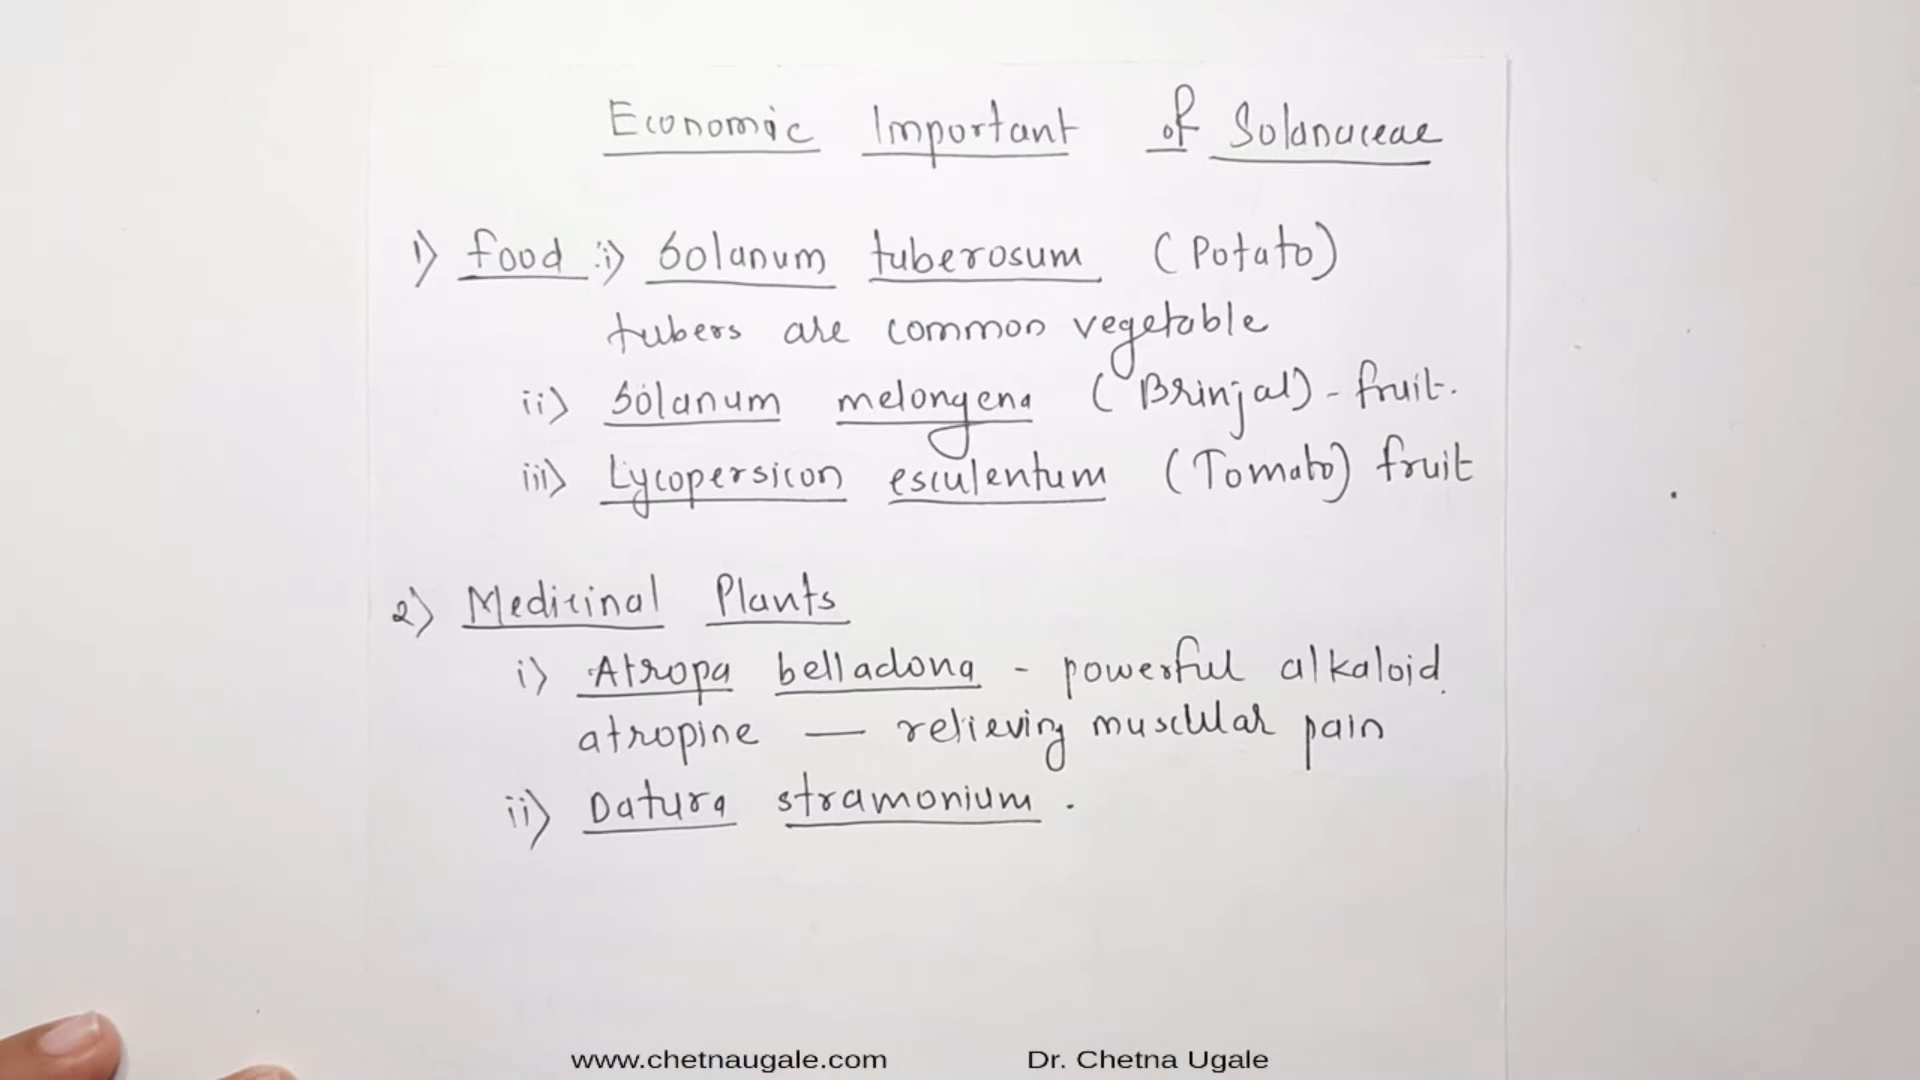 Economic Important of Solanaceae
1) food :i) Solanum tuberosum (Potato)
tubers are common vegetable
ii) Solanum melongena (Brinjal) - fruit.
iii) Lycopersicon esculentum (Tomato) fruit
2) Medicinal Plants
i) Atropa belladona - powerful alkaloid
atropine — relieving muscular pain
ii) Datura stramonium .
www.chetnaugale.com Dr. Chetna Ugale